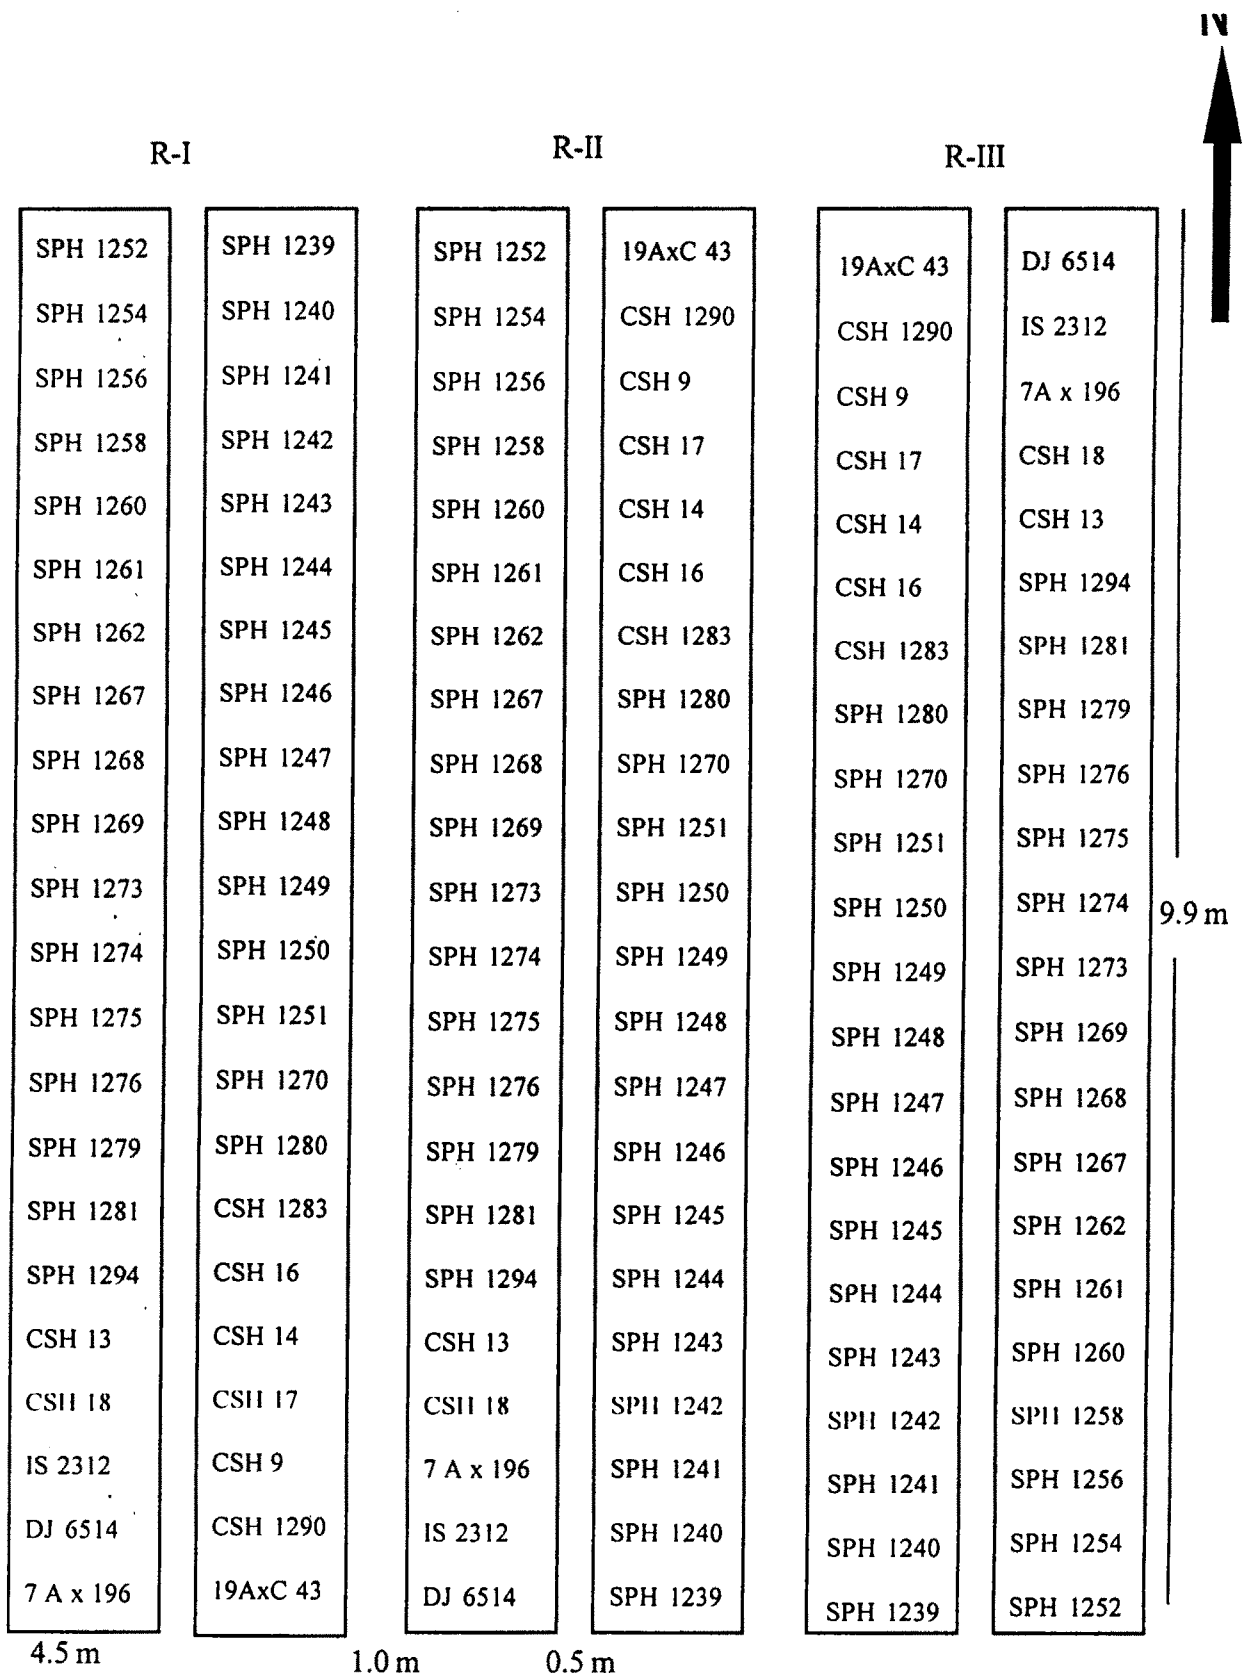 N
R-I R-II R-III
SPH 1252 SPH 1239 SPH 1252 19AxC 43 19AxC 43 DJ 6514
SPH 1254 SPH 1240 SPH 1254 CSH 1290 CSH 1290 IS 2312
SPH 1256 SPH 1241 SPH 1256 CSH 9 CSH 9 7A x 196
SPH 1258 SPH 1242 SPH 1258 CSH 17 CSH 17 CSH 18
SPH 1260 SPH 1243 SPH 1260 CSH 14 CSH 14 CSH 13
SPH 1261 SPH 1244 SPH 1261 CSH 16 CSH 16 SPH 1294
SPH 1262 SPH 1245 SPH 1262 CSH 1283 CSH 1283 SPH 1281
SPH 1267 SPH 1246 SPH 1267 SPH 1280 SPH 1280 SPH 1279
SPH 1268 SPH 1247 SPH 1268 SPH 1270 SPH 1270 SPH 1276
SPH 1269 SPH 1248 SPH 1269 SPH 1251 SPH 1251 SPH 1275
SPH 1273 SPH 1249 SPH 1273 SPH 1250 SPH 1250 SPH 1274 9.9 m
SPH 1274 SPH 1250 SPH 1274 SPH 1249 SPH 1249 SPH 1273
SPH 1275 SPH 1251 SPH 1275 SPH 1248 SPH 1248 SPH 1269
SPH 1276 SPH 1270 SPH 1276 SPH 1247 SPH 1247 SPH 1268
SPH 1279 SPH 1280 SPH 1279 SPH 1246 SPH 1246 SPH 1267
SPH 1281 CSH 1283 SPH 1281 SPH 1245 SPH 1245 SPH 1262
SPH 1294 CSH 16 SPH 1294 SPH 1244 SPH 1244 SPH 1261
CSH 13 CSH 14 CSH 13 SPH 1243 SPH 1243 SPH 1260
CSH 18 CSH 17 CSH 18 SPH 1242 SPH 1242 SPH 1258
IS 2312 CSH 9 7 A x 196 SPH 1241 SPH 1241 SPH 1256
DJ 6514 CSH 1290 IS 2312 SPH 1240 SPH 1240 SPH 1254
7 A x 196 19AxC 43 DJ 6514 SPH 1239 SPH 1239 SPH 1252
4.5 m 1.0 m 0.5 m